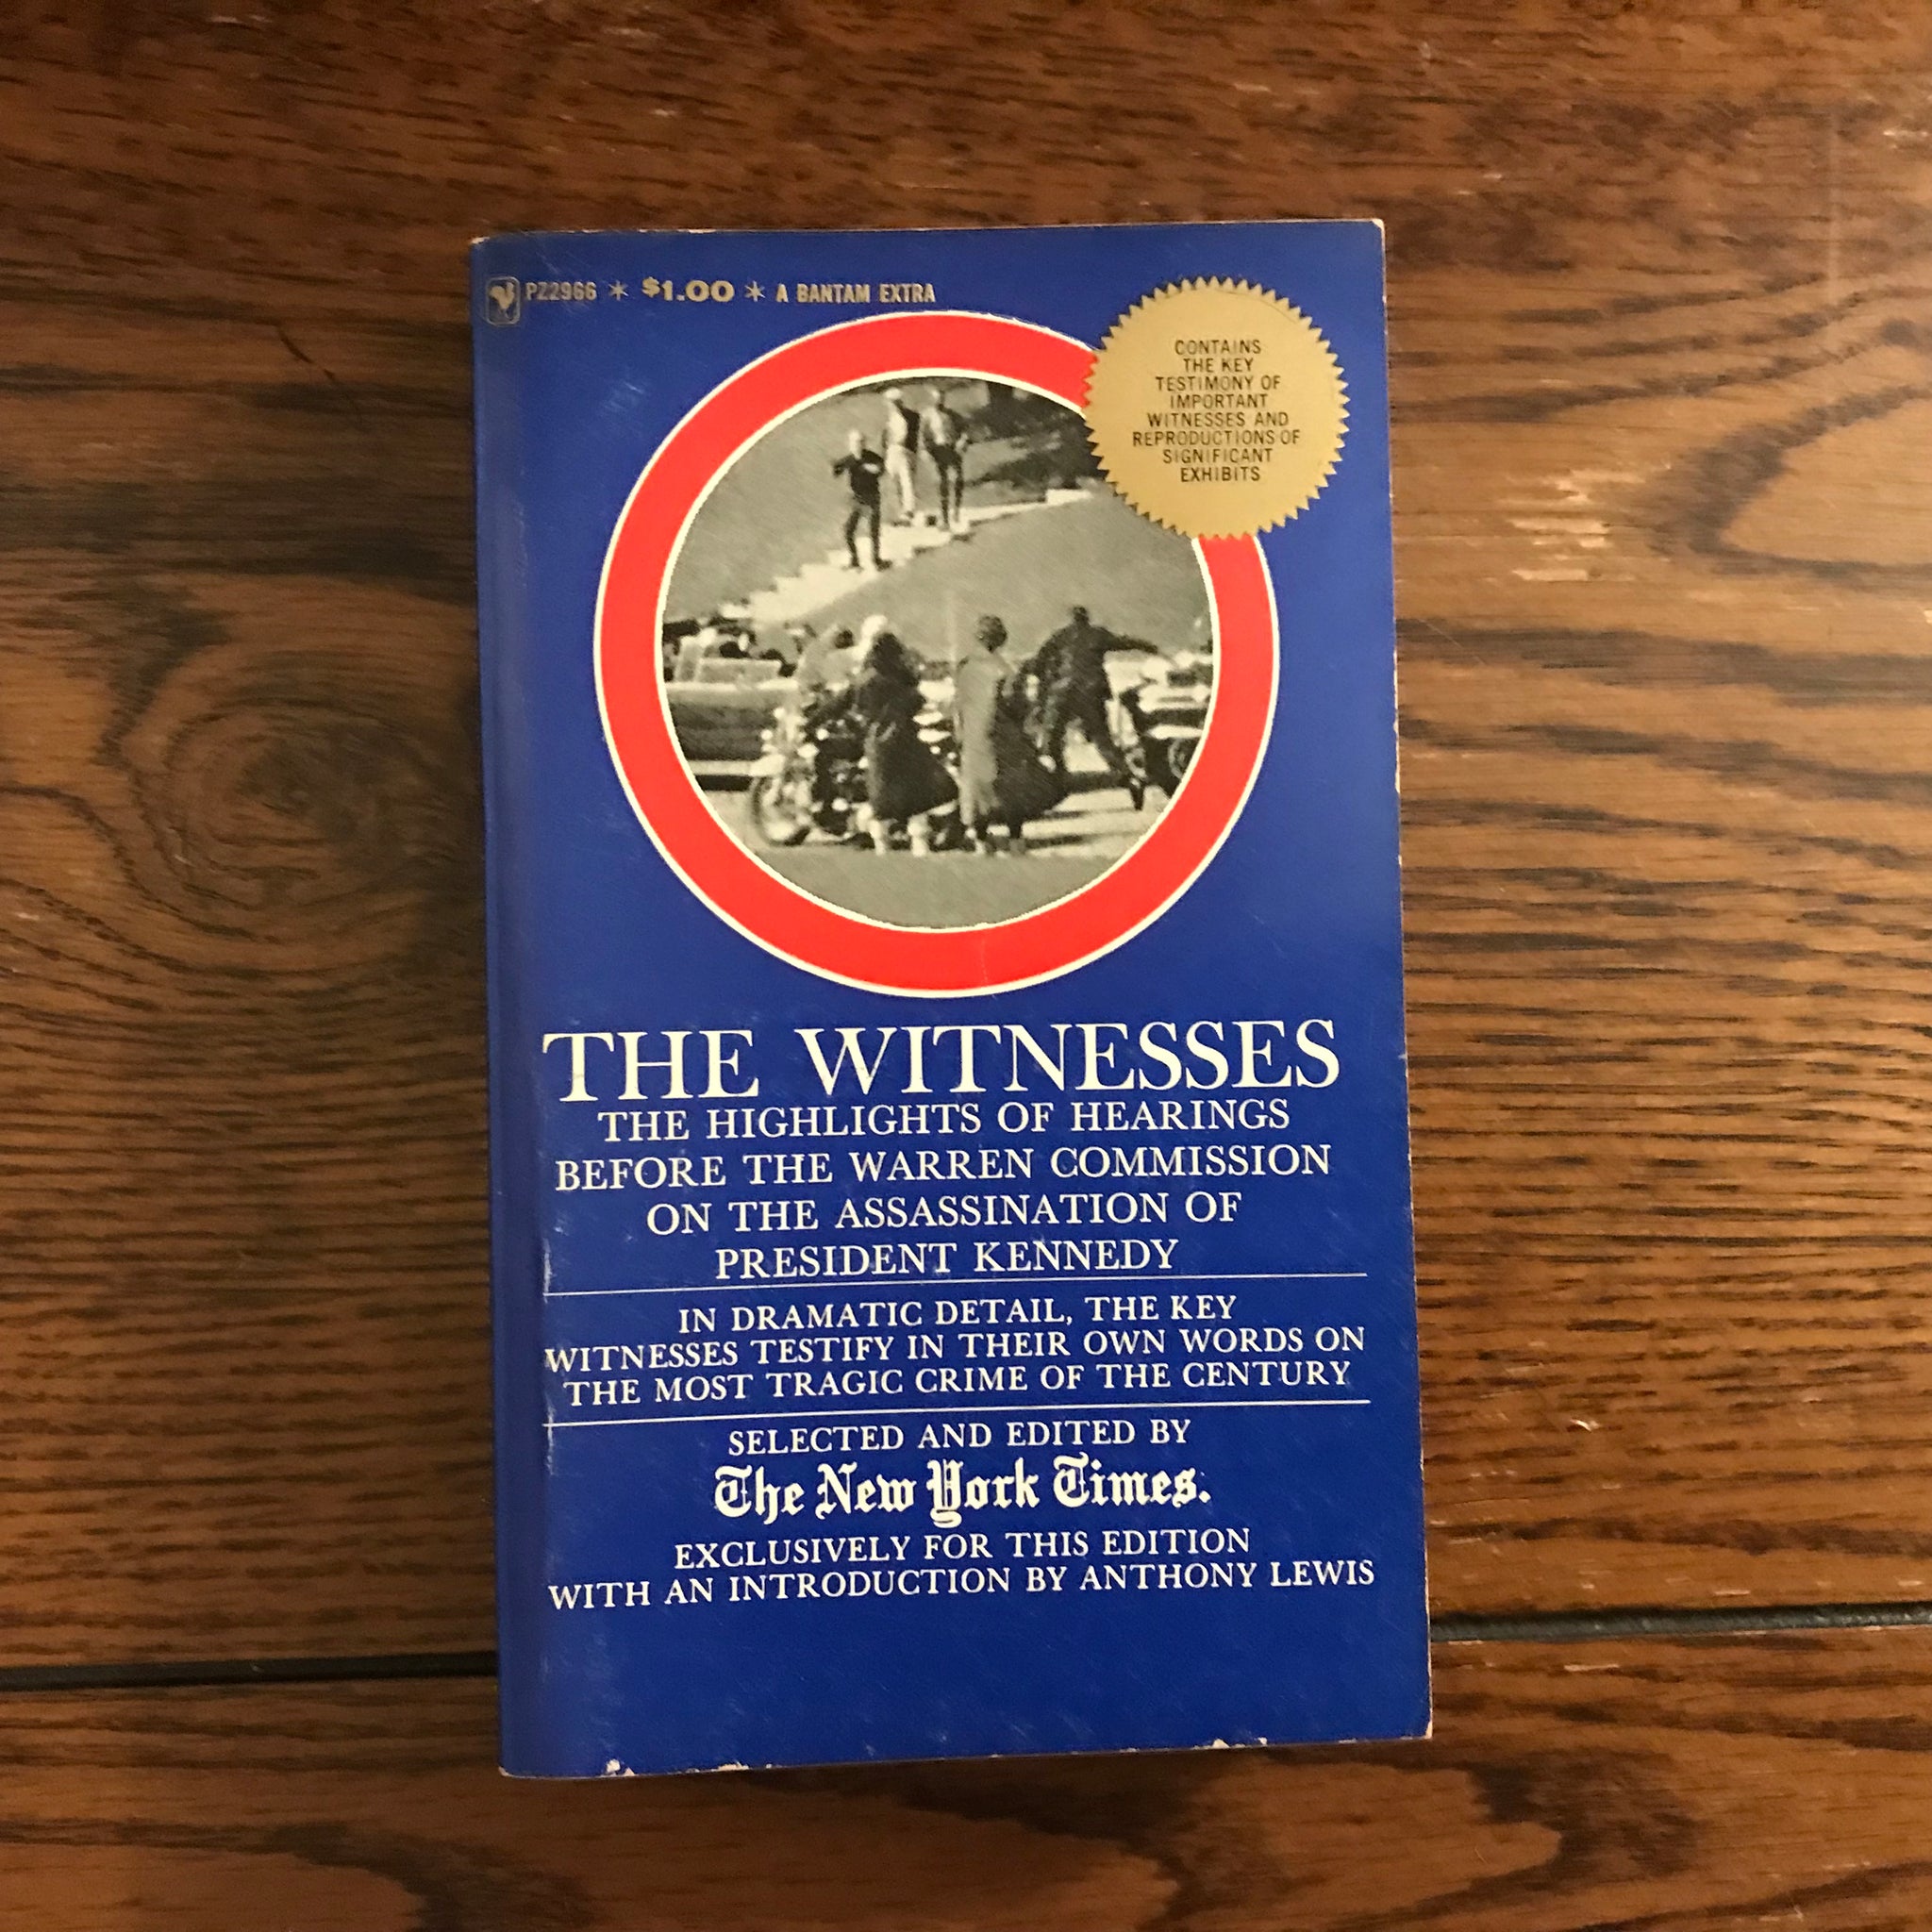 PZ2966 * $1.00 * A BANTAM EXTRA
CONTAINS
THE KEY
TESTIMONY OF
IMPORTANT
WITNESSES AND
REPRODUCTIONS OF
SIGNIFICANT
EXHIBITS
THE WITNESSES
THE HIGHLIGHTS OF HEARINGS
BEFORE THE WARREN COMMISSION
ON THE ASSASSINATION OF
PRESIDENT KENNEDY
IN DRAMATIC DETAIL, THE KEY
WITNESSES TESTIFY IN THEIR OWN WORDS ON
THE MOST TRAGIC CRIME OF THE CENTURY
SELECTED AND EDITED BY
The New York Times.
EXCLUSIVELY FOR THIS EDITION
WITH AN INTRODUCTION BY ANTHONY LEWIS